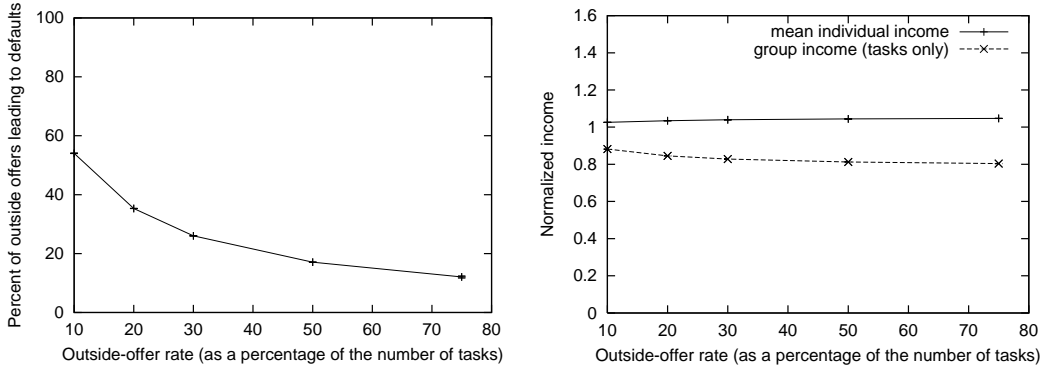 Percent of outside offers leading to defaults
100
80
60
40
20
0
10 20 30 40 50 60 70 80
Outside-offer rate (as a percentage of the number of tasks)
Normalized income
1.6
1.4
1.2
1
0.8
0.6
0.4
0.2
0
mean individual income
group income (tasks only)
10 20 30 40 50 60 70 80
Outside-offer rate (as a percentage of the number of tasks)